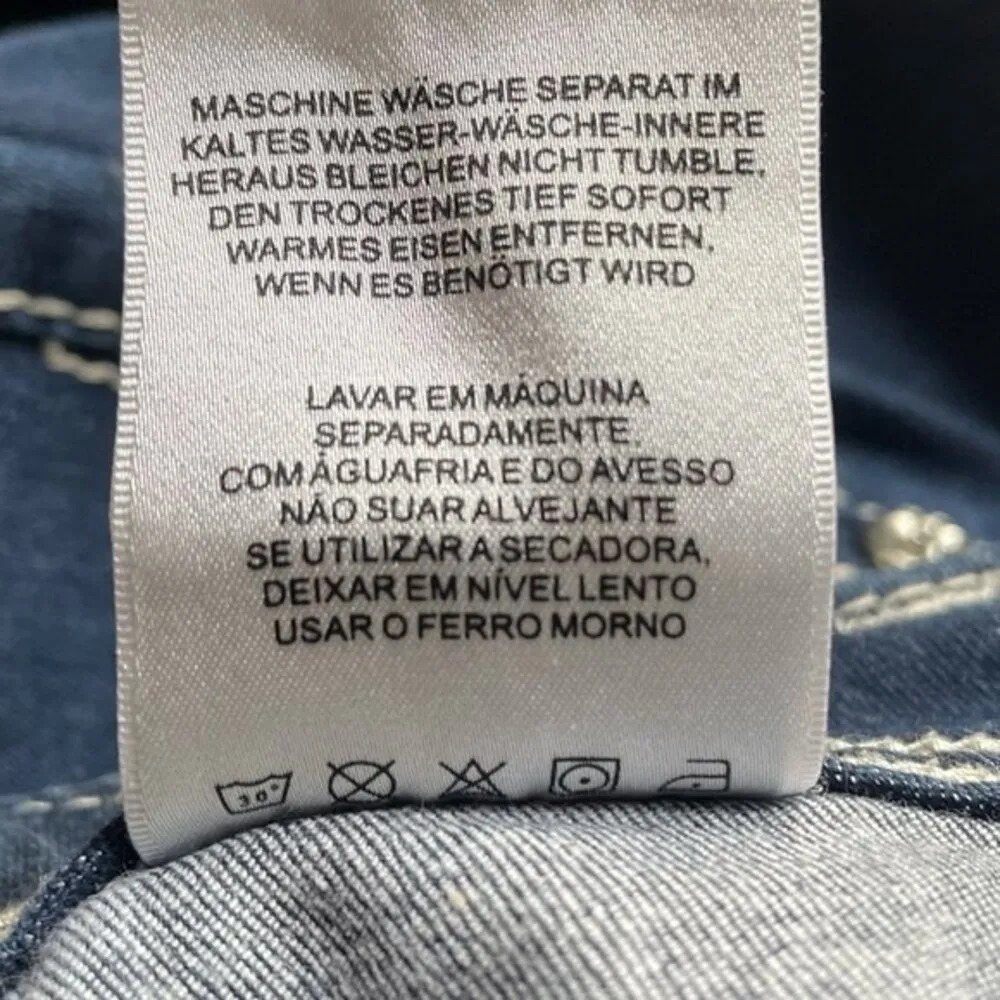 MASCHINE WÄSCHE SEPARAT IM
KALTES WASSER-WÄSCHE-INNERE
HERAUS BLEICHEN NICHT TUMBLE.
DEN TROCKENES TIEF SOFORT
WARMES EISEN ENTFERNEN.
WENN ES BENÖTIGT WIRD
LAVAR EM MÁQUINA
SEPARADAMENTE.
COM ÁGUA FRIA E DO AVESSO
NÃO SUAR ALVEJANTE
SE UTILIZAR A SECADORA,
DEIXAR EM NÍVEL LENTO
USAR O FERRO MORNO
30°